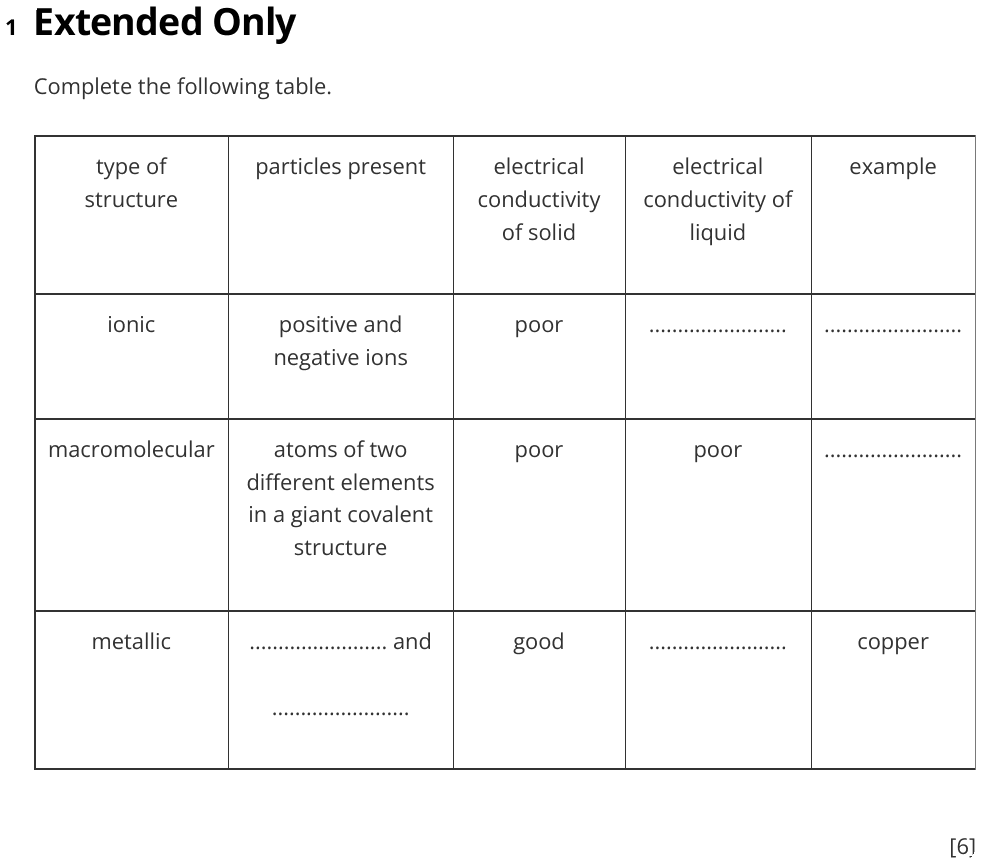 1 Extended Only
Complete the following table.
type of
structure
particles present
electrical
conductivity
of solid
electrical
conductivity of
liquid
example
ionic
positive and
negative ions
poor
........................
........................
macromolecular
atoms of two
different elements
in a giant covalent
structure
poor
poor
........................
metallic
........................ and
........................
good
........................
copper
[6]